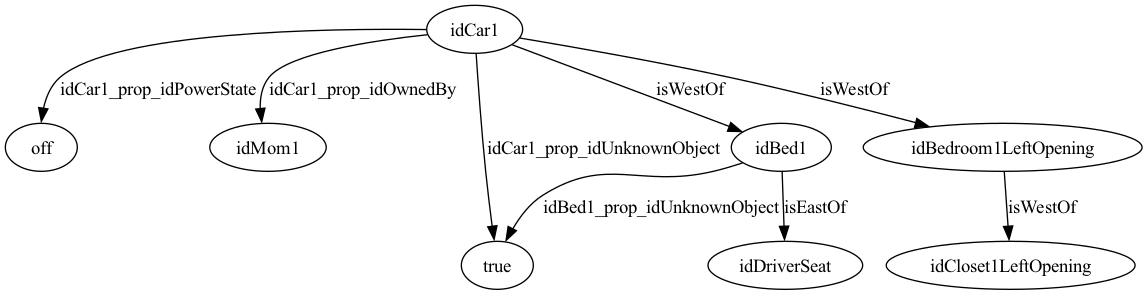 idCar1
idCar1_prop_idPowerState
idCar1_prop_idOwnedBy
isWestOf
isWestOf
off
idMom1
idCar1_prop_idUnknownObject
idBed1
idBedroom1LeftOpening
idBed1_prop_idUnknownObject
isEastOf
isWestOf
true
idDriverSeat
idCloset1LeftOpening